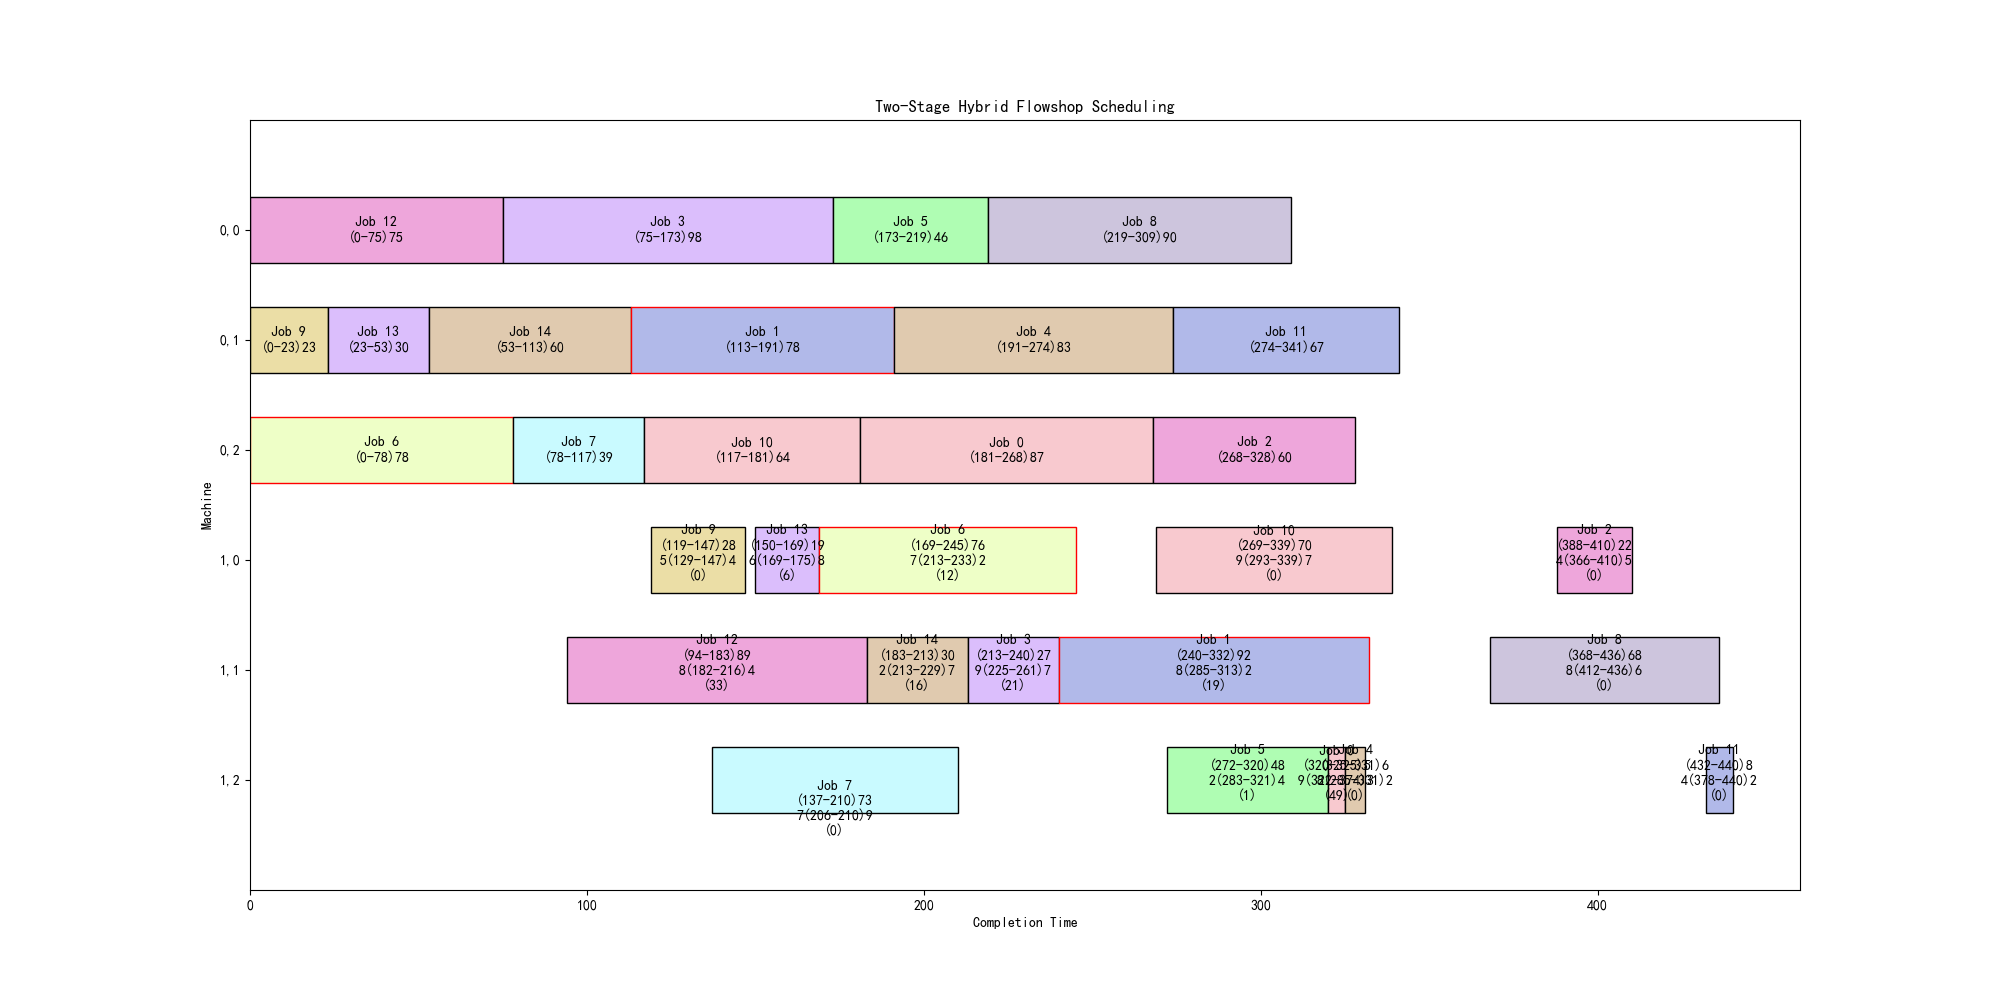 Two-Stage Hybrid Flowshop Scheduling
Machine
0,0
Job 12
(0-75)75
Job 3
(75-173)98
Job 5
(173-219)46
Job 8
(219-309)90
0,1
Job 9
(0-23)23
Job 13
(23-53)30
Job 14
(53-113)60
Job 1
(113-191)78
Job 4
(191-274)83
Job 11
(274-341)67
0,2
Job 6
(0-78)78
Job 7
(78-117)39
Job 10
(117-181)64
Job 0
(181-268)87
Job 2
(268-328)60
1,0
Job 9
(119-147)28
5(129-147)4
(0)
Job 13
(150-169)19
6(169-175)8
(6)
Job 6
(169-245)76
7(213-233)2
(12)
Job 10
(269-339)70
9(293-339)7
(0)
Job 2
(388-410)22
4(366-410)5
(0)
1,1
Job 12
(94-183)89
8(182-216)4
(33)
Job 14
(183-213)30
2(213-229)7
(16)
Job 3
(213-240)27
9(225-261)7
(21)
Job 1
(240-332)92
8(285-313)2
(19)
Job 8
(368-436)68
8(412-436)6
(0)
1,2
Job 7
(137-210)73
7(206-210)9
(0)
Job 5
(272-320)48
2(283-321)4
(1)
(49)
(0)
Job 11
(432-440)8
4(378-440)2
(0)
0
100
200
300
400
Completion Time